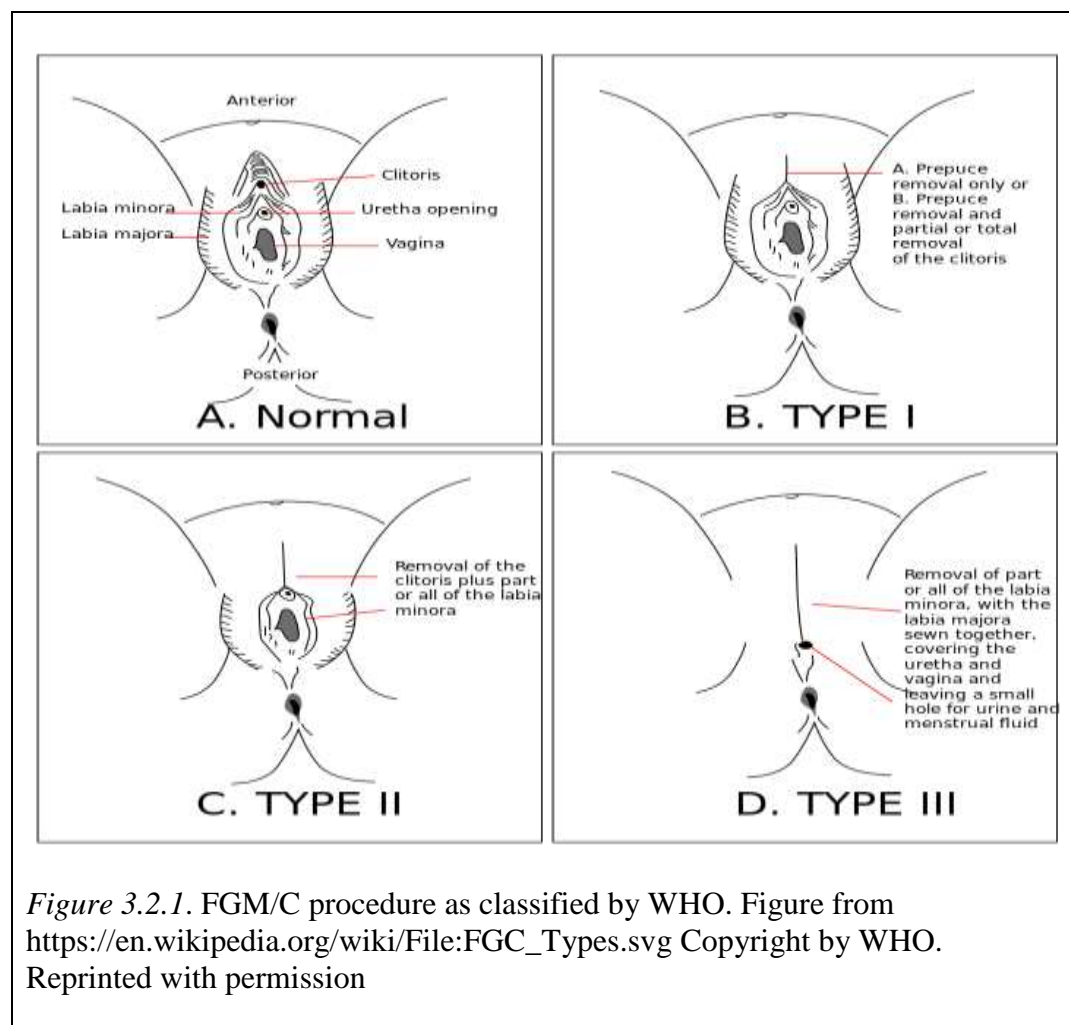 Anterior
Clitoris
Labia minora
Uretha opening
Labia majora
Vagina
Posterior
A. Normal
A. Prepuce
removal only or
B. Prepuce
removal and
partial or total
removal
of the clitoris
B. TYPE I
Removal of the
clitoris plus part
or all of the labia
minora
C. TYPE II
Removal of part
or all of the labia
minora, with the
labia majora
sewn together,
covering the
uretha and
vagina and
leaving a small
hole for urine and
menstrual fluid
D. TYPE III
Figure 3.2.1. FGM/C procedure as classified by WHO. Figure from
https://en.wikipedia.org/wiki/File:FGC_Types.svg Copyright by WHO.
Reprinted with permission